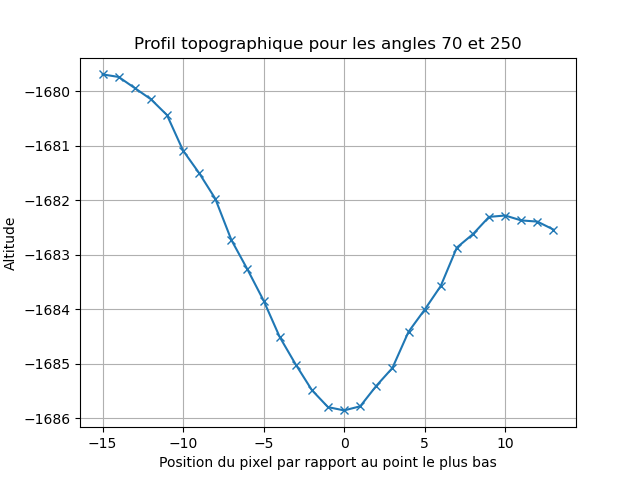 Profil topographique pour les angles 70 et 250
Altitude
−1680
−1681
−1682
−1683
−1684
−1685
−1686
−15 −10 −5 0 5 10
Position du pixel par rapport au point le plus bas